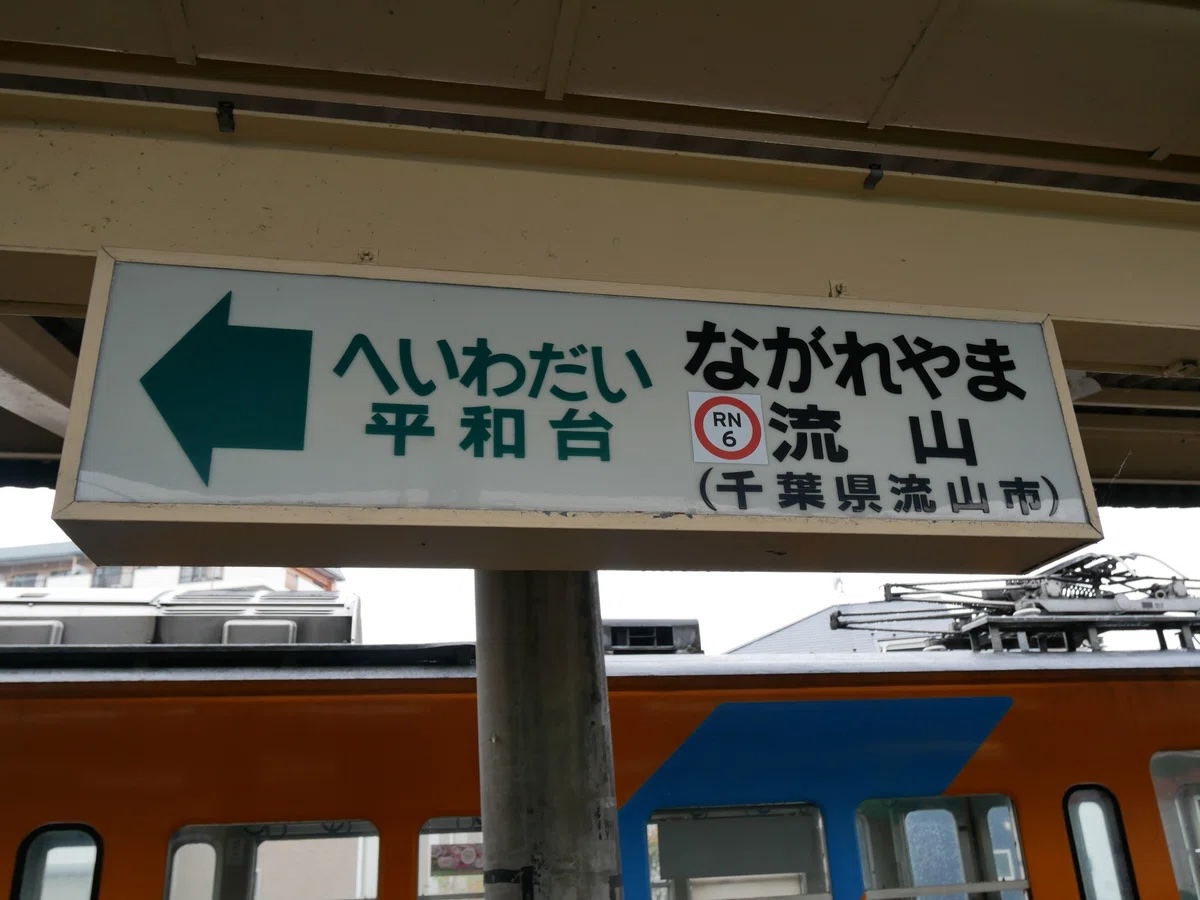 へいわだい
平和台
ながれやま
RN
6
流山
(千葉県流山市)